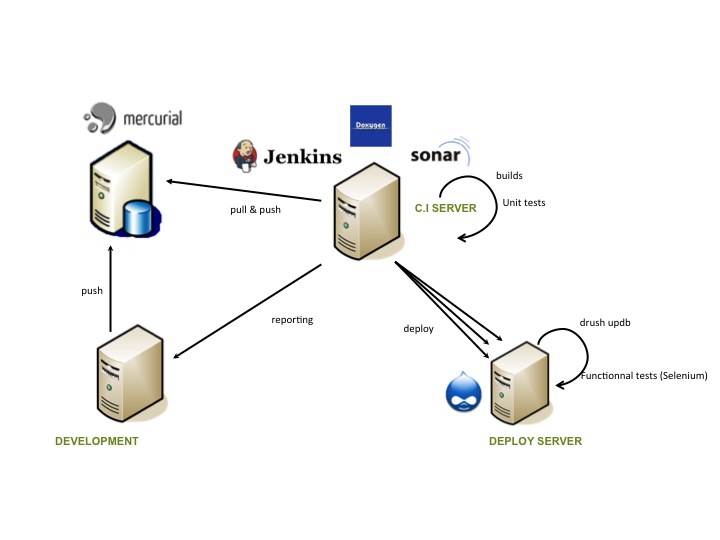 mercurial
Doxygen
Jenkins
sonar
builds
Unit tests
C.I SERVER
pull & push
push
reporting
deploy
drush updb
Functionnal tests (Selenium)
DEVELOPMENT
DEPLOY SERVER